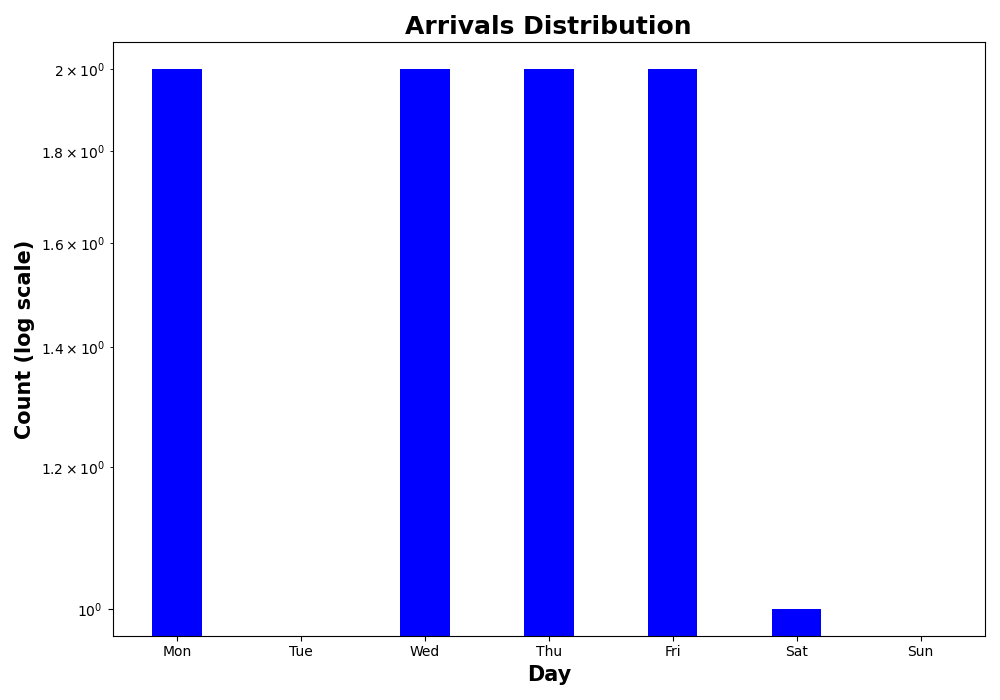 Arrivals Distribution
2 × 10⁰
1.8 × 10⁰
1.6 × 10⁰
1.4 × 10⁰
1.2 × 10⁰
10⁰
Count (log scale)
Mon Tue Wed Thu Fri Sat Sun
Day